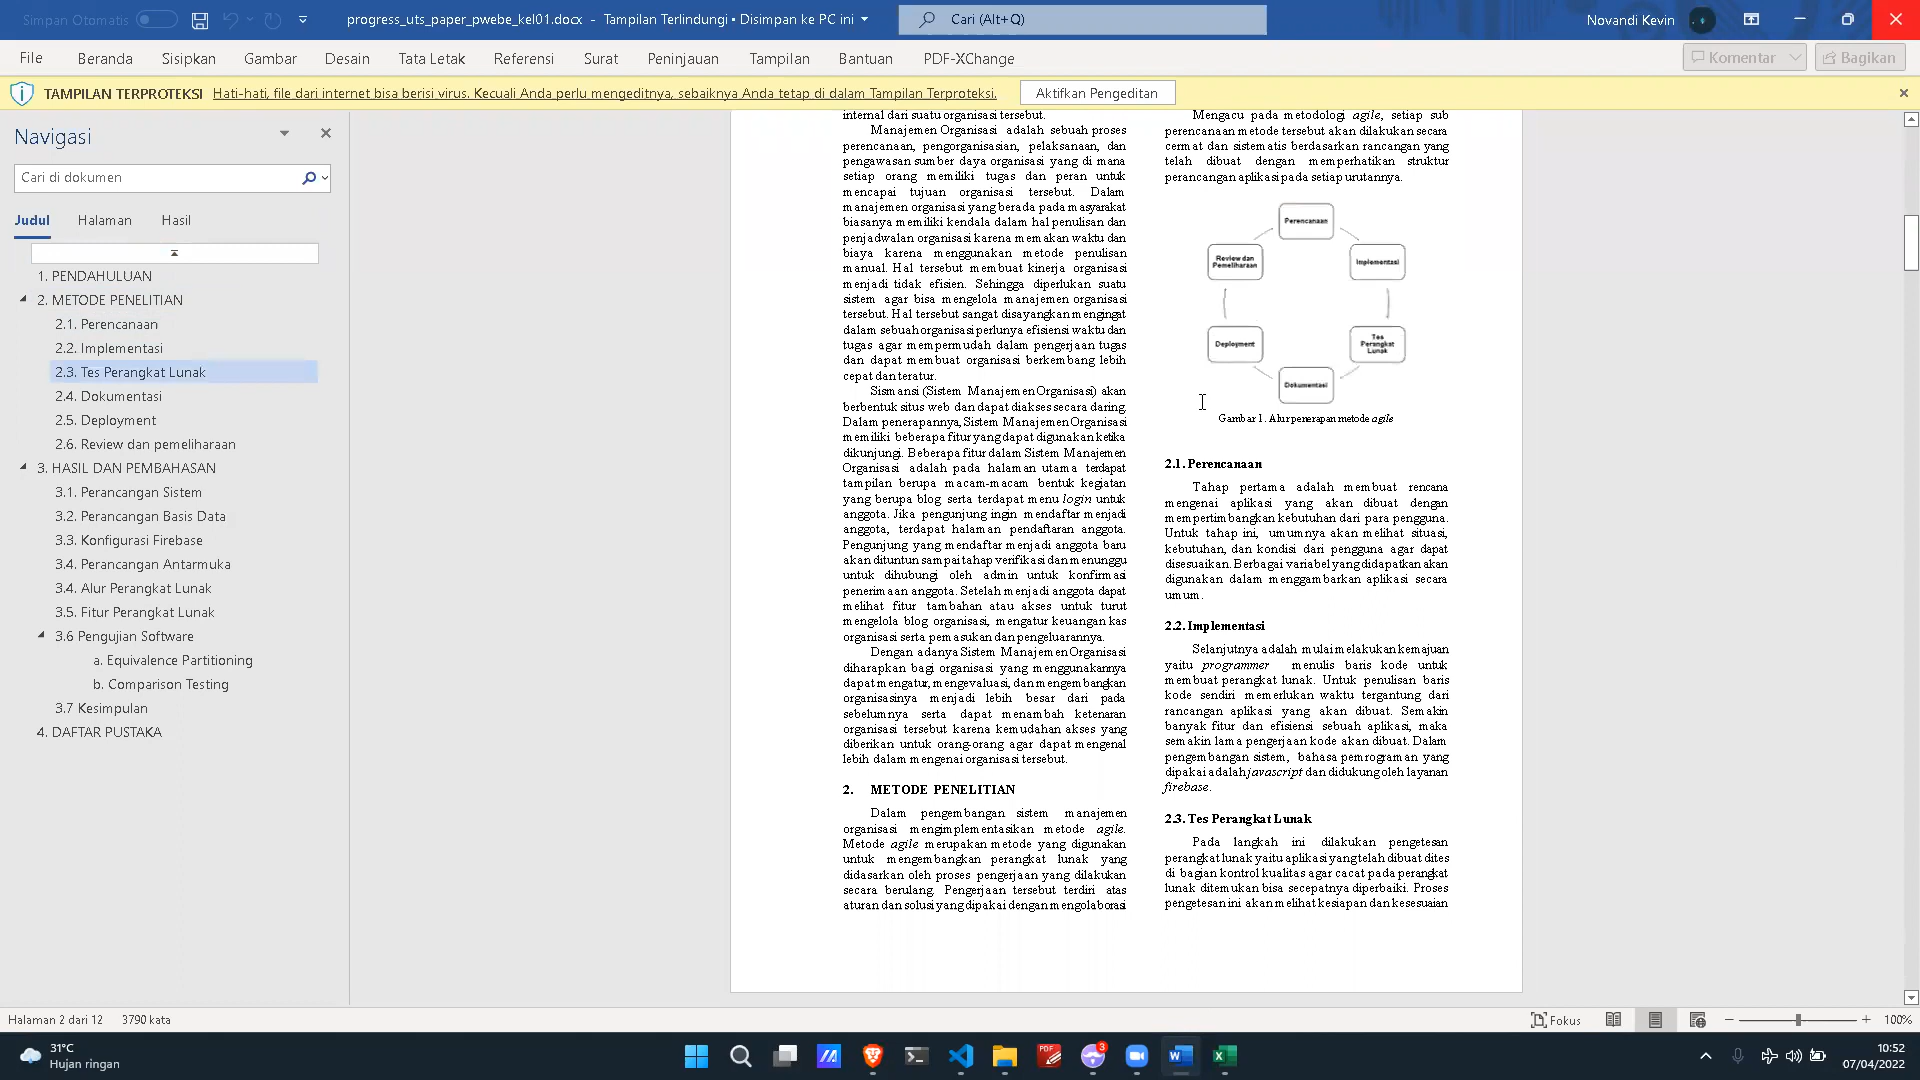 Simpan Otomatis
progress_uts_paper_pwebe_kel01.docx - Tampilan Terlindungi • Disimpan ke PC ini
Cari (Alt+Q)
Novandi Kevin
File Beranda Sisipkan Gambar Desain Tata Letak Referensi Surat Peninjauan Tampilan Bantuan PDF-XChange
Komentar
Bagikan
TAMPILAN TERPROTEKSI Hati-hati, file dari internet bisa berisi virus. Kecuali Anda perlu mengeditnya, sebaiknya Anda tetap di dalam Tampilan Terproteksi.
Aktifkan Pengeditan
Navigasi
Cari di dokumen
Judul Halaman Hasil
1. PENDAHULUAN
2. METODE PENELITIAN
2.1. Perencanaan
2.2. Implementasi
2.3. Tes Perangkat Lunak
2.4. Dokumentasi
2.5. Deployment
2.6. Review dan pemeliharaan
3. HASIL DAN PEMBAHASAN
3.1. Perancangan Sistem
3.2. Perancangan Basis Data
3.3. Konfigurasi Firebase
3.4. Perancangan Antarmuka
3.4. Alur Perangkat Lunak
3.5. Fitur Perangkat Lunak
3.6 Pengujian Software
a. Equivalence Partitioning
b. Comparison Testing
3.7 Kesimpulan
4. DAFTAR PUSTAKA
internal dari suatu organisasi tersebut.
Manajemen Organisasi adalah sebuah proses
perencanaan, pengorganisasian, pelaksanaan, dan
pengawasan sumber daya organisasi yang di mana
setiap orang memiliki tugas dan peran untuk
mencapai tujuan organisasi tersebut. Dalam
manajemen organisasi yang berada pada masyarakat
biasanya memiliki kendala dalam hal penulisan dan
penjadwalan organisasi karena memakan waktu dan
biaya karena menggunakan metode penulisan
manual. Hal tersebut membuat kinerja organisasi
menjadi tidak efisien. Sehingga diperlukan suatu
sistem agar bisa mengelola manajemen organisasi
tersebut. Hal tersebut sangat disayangkan mengingat
dalam sebuah organisasi perlunya efisiensi waktu dan
tugas agar mempermudah dalam pengerjaan tugas
dan dapat membuat organisasi berkembang lebih
cepat dan teratur.
Sismansi (Sistem Manajemen Organisasi) akan
berbentuk situs web dan dapat diakses secara daring.
Dalam penerapannya, Sistem Manajemen Organisasi
memiliki beberapa fitur yang dapat digunakan ketika
dikunjungi. Beberapa fitur dalam Sistem Manajemen
Organisasi adalah pada halaman utama terdapat
tampilan berupa macam-macam bentuk kegiatan
yang berupa blog serta terdapat menu login untuk
anggota. Jika pengunjung ingin mendaftar menjadi
anggota, terdapat halaman pendaftaran anggota.
Pengunjung yang mendaftar menjadi anggota baru
akan dituntun sampai tahap verifikasi dan menunggu
untuk dihubungi oleh admin untuk konfirmasi
penerimaan anggota. Setelah menjadi anggota dapat
melihat fitur tambahan atau akses untuk turut
mengelola blog organisasi, mengatur keuangan kas
organisasi serta pemasukan dan pengeluarannya.
Dengan adanya Sistem Manajemen Organisasi
diharapkan bagi organisasi yang menggunakannya
dapat mengatur, mengevaluasi, dan mengembangkan
organisasinya menjadi lebih besar dari pada
sebelumnya serta dapat menambah ketenaran
organisasi tersebut karena kemudahan akses yang
diberikan untuk orang-orang agar dapat mengenal
lebih dalam mengenai organisasi tersebut.
2. METODE PENELITIAN
Dalam pengembangan sistem manajemen
organisasi mengimplementasikan metode agile.
Metode agile merupakan metode yang digunakan
untuk mengembangkan perangkat lunak yang
didasarkan oleh proses pengerjaan yang dilakukan
secara berulang. Pengerjaan tersebut terdiri atas
aturan dan solusi yang dipakai dengan mengolaborasi
Mengacu pada metodologi agile, setiap sub
perencanaan metode tersebut akan dilakukan secara
cermat dan sistematis berdasarkan rancangan yang
telah dibuat dengan memperhatikan struktur
perancangan aplikasi pada setiap urutannya.
Perencanaan
Review dan
Pemeliharaan
Implementasi
Deployment
Tes
Perangkat
Lunak
Dokumentasi
Gambar 1. Alur penerapan metode agile
2.1. Perencanaan
Tahap pertama adalah membuat rencana
mengenai aplikasi yang akan dibuat dengan
mempertimbangkan kebutuhan dari para pengguna.
Untuk tahap ini, umumnya akan melihat situasi,
kebutuhan, dan kondisi dari pengguna agar dapat
disesuaikan. Berbagai variabel yang didapatkan akan
digunakan dalam menggambarkan aplikasi secara
umum.
2.2. Implementasi
Selanjutnya adalah mulai melakukan kemajuan
yaitu programmer menulis baris kode untuk
membuat perangkat lunak. Untuk penulisan baris
kode sendiri memerlukan waktu tergantung dari
rancangan aplikasi yang akan dibuat. Semakin
banyak fitur dan efisiensi sebuah aplikasi, maka
semakin lama pengerjaan kode akan dibuat. Dalam
pengembangan sistem, bahasa pemrograman yang
dipakai adalah javascript dan didukung oleh layanan
firebase.
2.3. Tes Perangkat Lunak
Pada langkah ini dilakukan pengetesan
perangkat lunak yaitu aplikasi yang telah dibuat dites
di bagian kontrol kualitas agar cacat pada perangkat
lunak ditemukan bisa secepatnya diperbaiki. Proses
pengetesan ini akan melihat kesiapan dan kesesuaian
Halaman 2 dari 12 3790 kata
Fokus
100%
31°C
Hujan ringan
PDF
3
10:52
07/04/2022